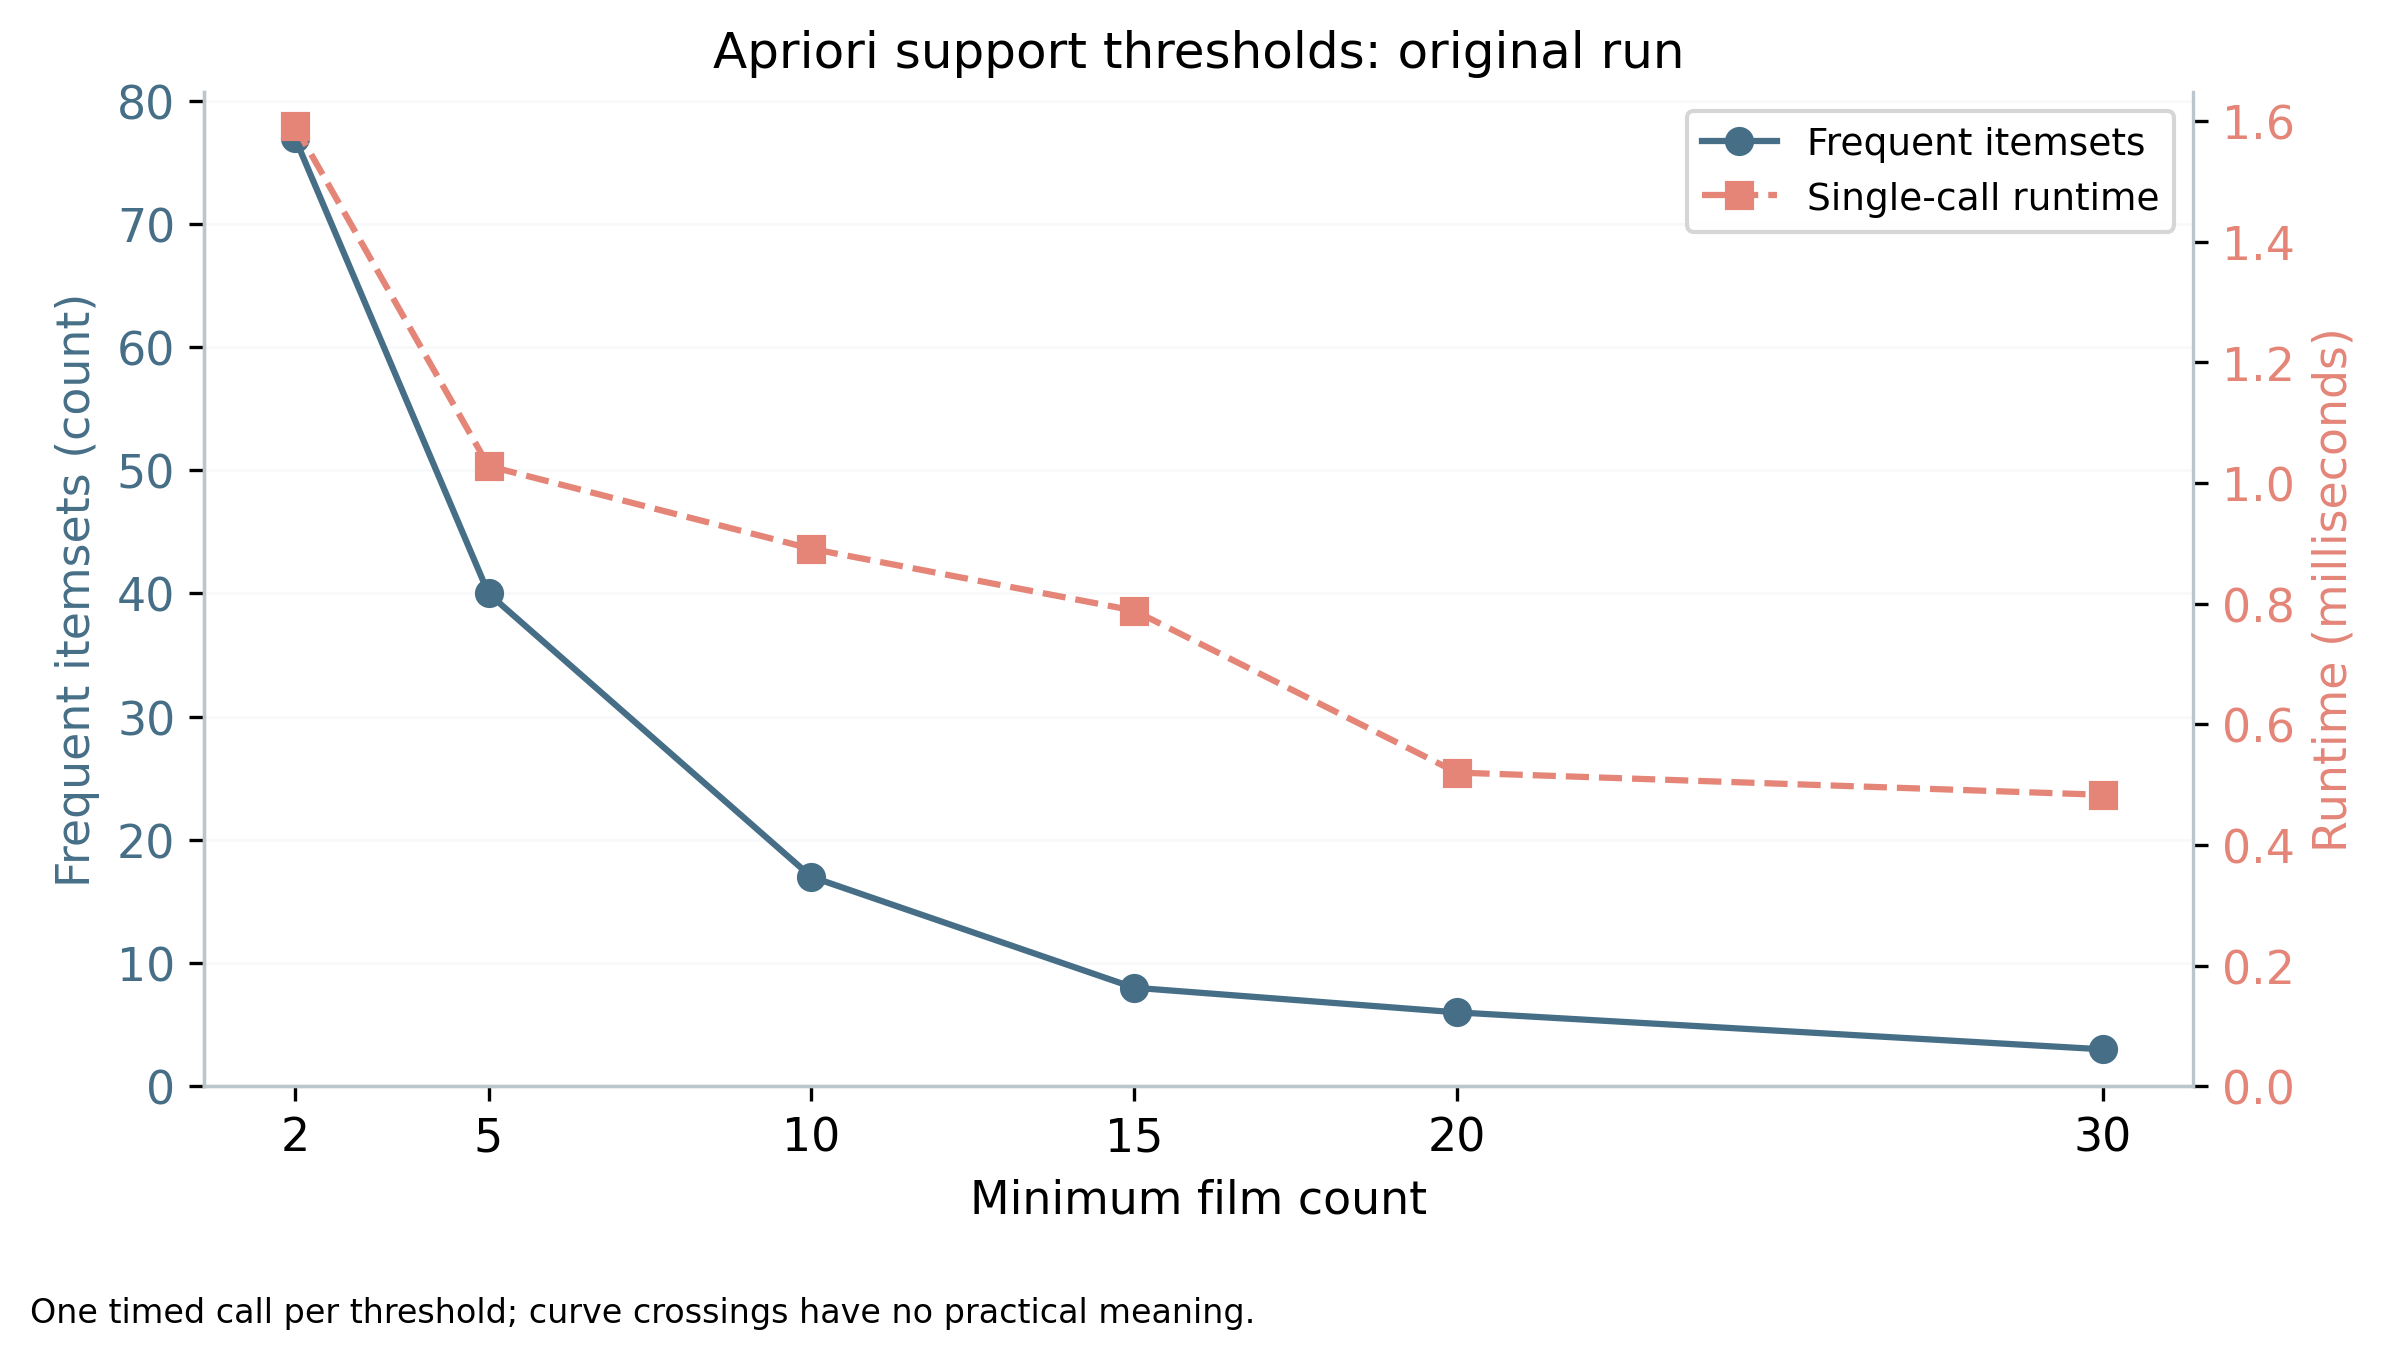 Apriori support thresholds: original run
Frequent itemsets (count)
80
70
60
50
40
30
20
10
0
Frequent itemsets
Single-call runtime
1.6
1.4
1.2
1.0
0.8
0.6
0.4
0.2
0.0
Runtime (milliseconds)
2 5 10 15 20 30
Minimum film count
One timed call per threshold; curve crossings have no practical meaning.